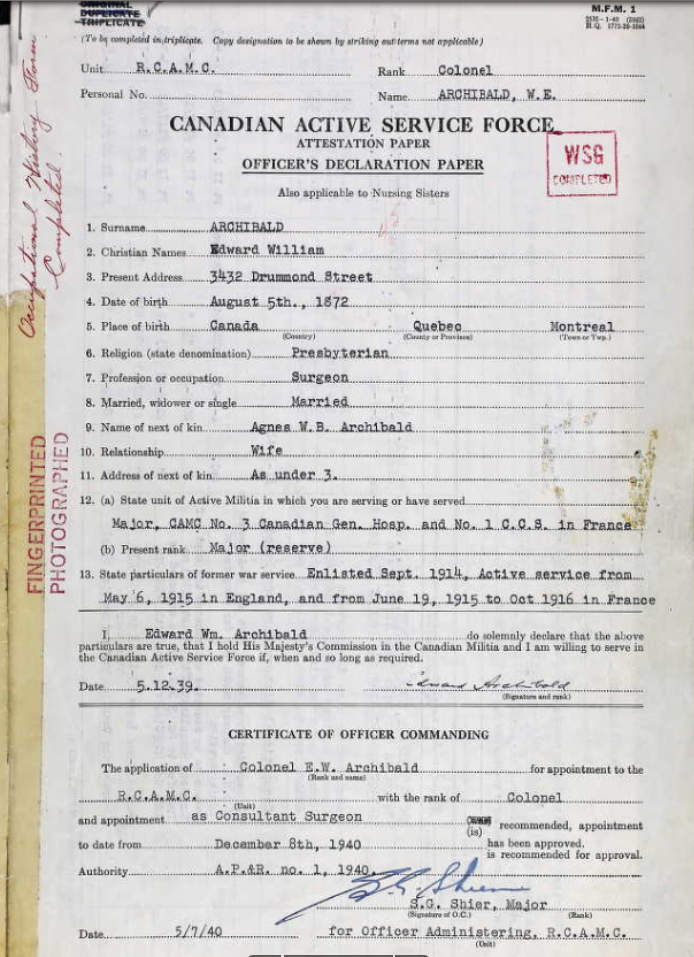 ORIGINAL
DUPLICATE
TRIPLICATE
M.F.M. 1
(To be completed in triplicate. Copy designation to be shown by striking out terms not applicable)
Unit R.C.A.M.C. Rank Colonel
Personal No. Name ARCHIBALD, W.E.
CANADIAN ACTIVE SERVICE FORCE
ATTESTATION PAPER
OFFICER'S DECLARATION PAPER
WSG
COMPLETED
Also applicable to Nursing Sisters
Occupational History Form
Completed.
1. Surname ARCHIBALD
2. Christian Names Edward William
3. Present Address 3432 Drummond Street
4. Date of birth August 5th., 1872
5. Place of birth Canada Quebec Montreal
(Country) (County or Province) (Town or Twp.)
6. Religion (state denomination) Presbyterian
7. Profession or occupation Surgeon
8. Married, widower or single Married
9. Name of next of kin Agnes W.B. Archibald
10. Relationship Wife
11. Address of next of kin As under 3.
12. (a) State unit of Active Militia in which you are serving or have served
Major, CAMC No. 3 Canadian Gen. Hosp. and No. 1 C.C.S. in France
(b) Present rank Major (reserve)
13. State particulars of former war service Enlisted Sept. 1914, Active service from
May 6, 1915 in England, and from June 19, 1915 to Oct 1916 in France
FINGERPRINTED
PHOTOGRAPHED
I, Edward Wm. Archibald do solemnly declare that the above
particulars are true, that I hold His Majesty's Commission in the Canadian Militia and I am willing to serve in
the Canadian Active Service Force if, when and so long as required.
Date 5.12.39. Edward Archibald
(Signature and rank)
CERTIFICATE OF OFFICER COMMANDING
The application of Colonel E.W. Archibald for appointment to the
(Rank and name)
R.C.A.M.C. with the rank of Colonel
(Unit)
and appointment as Consultant Surgeon (is) recommended, appointment
to date from December 8th, 1940 has been approved.
is recommended for approval.
Authority A.P.&R. no. 1, 1940.
S.G. Shier
S.G. Shier, Major
(Signature of O.C.) (Rank)
Date 5/7/40 for Officer Administering, R.C.A.M.C.
(Unit)